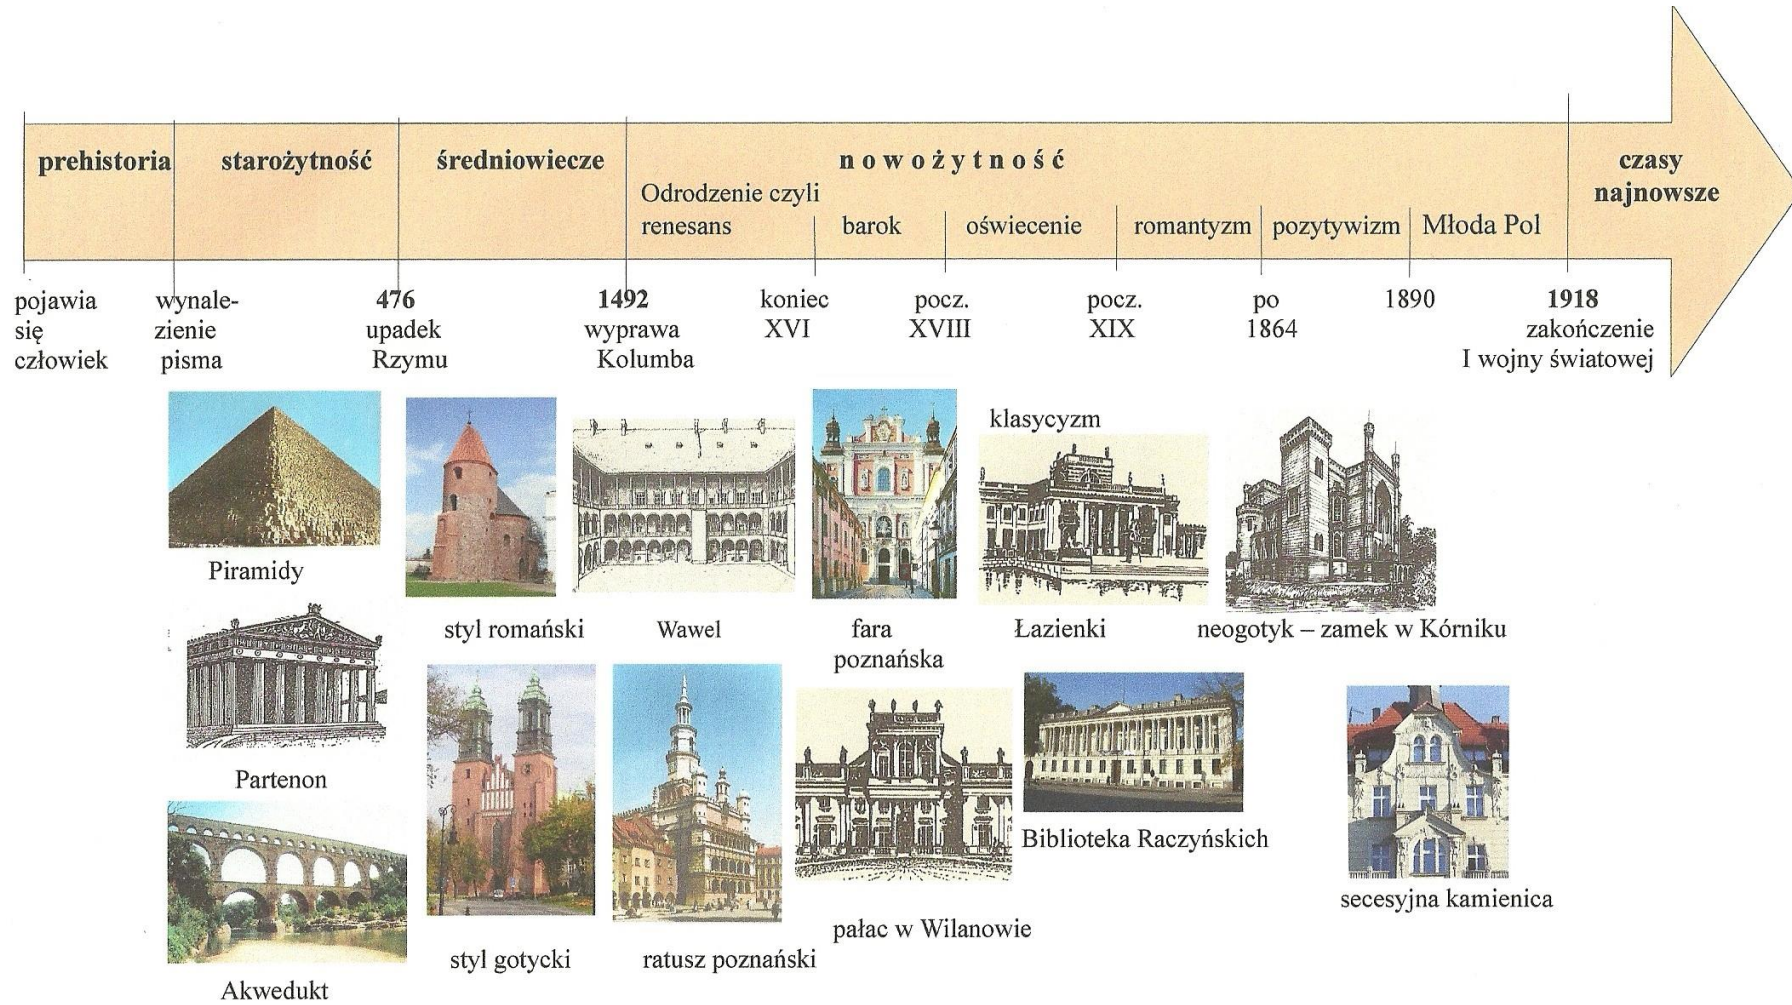 prehistoria
starożytność
średniowiecze
nowożytność
czasy
najnowsze
Odrodzenie czyli
renesans
barok
oświecenie
romantyzm
pozytywizm
Młoda Pol
pojawia
się
człowiek
wynale-
zienie
pisma
476
upadek
Rzymu
1492
wyprawa
Kolumba
koniec
XVI
pocz.
XVIII
pocz.
XIX
po
1864
1890
1918
zakończenie
I wojny światowej
klasycyzm
Piramidy
styl romański
Wawel
fara
poznańska
Łazienki
neogotyk – zamek w Kórniku
Partenon
Biblioteka Raczyńskich
secesyjna kamienica
pałac w Wilanowie
styl gotycki
ratusz poznański
Akwedukt